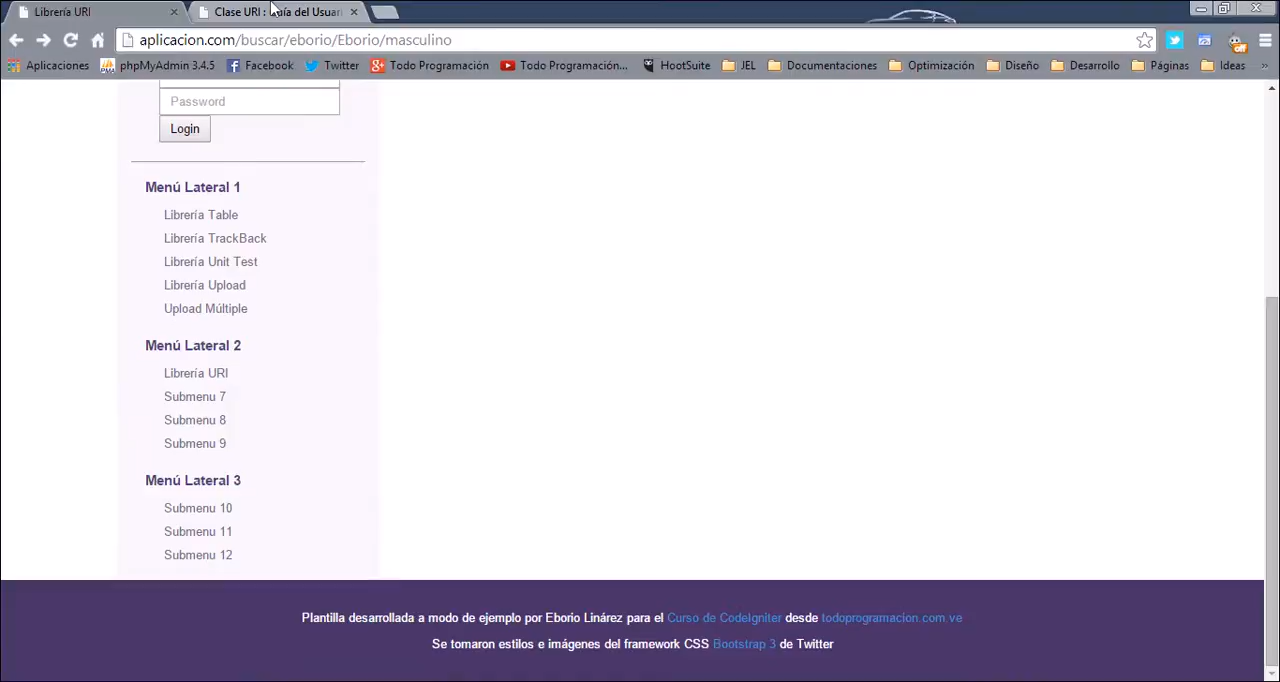 Librería URI
Clase URI : Guía del Usuari
aplicacion.com/buscar/eborio/Eborio/masculino
Aplicaciones phpMyAdmin 3.4.5 Facebook Twitter Todo Programación Todo Programación... HootSuite JEL Documentaciones Optimización Diseño Desarrollo Páginas Ideas »
Password
Login
Menú Lateral 1
Librería Table
Librería TrackBack
Librería Unit Test
Librería Upload
Upload Múltiple
Menú Lateral 2
Librería URI
Submenu 7
Submenu 8
Submenu 9
Menú Lateral 3
Submenu 10
Submenu 11
Submenu 12
Plantilla desarrollada a modo de ejemplo por Eborio Linárez para el Curso de CodeIgniter desde todoprogramacion.com.ve
Se tomaron estilos e imágenes del framework CSS Bootstrap 3 de Twitter